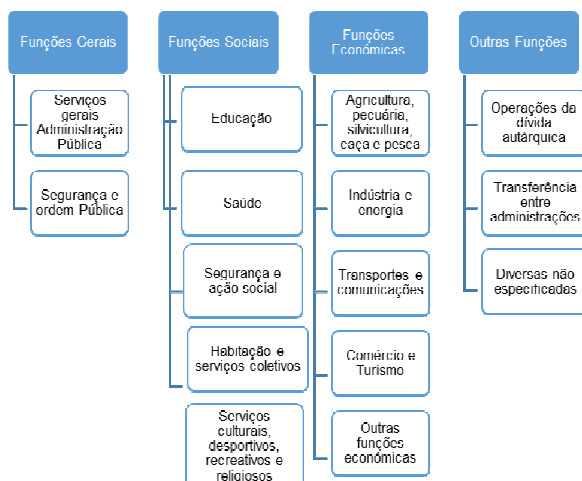 Funções Gerais
Serviços
gerais
Administração
Pública
Segurança e
ordem Pública
Funções Sociais
Educação
Saúde
Segurança e
ação social
Habitação e
serviços coletivos
Serviços
culturais,
desportivos,
recreativos e
religiosos
Funções
Económicas
Agricultura,
pecuária,
silvicultura,
caça e pesca
Indústria e
energia
Transportes e
comunicações
Comércio e
Turismo
Outras
funções
económicas
Outras Funções
Operações da
dívida
autárquica
Transferência
entre
administrações
Diversas não
especificadas